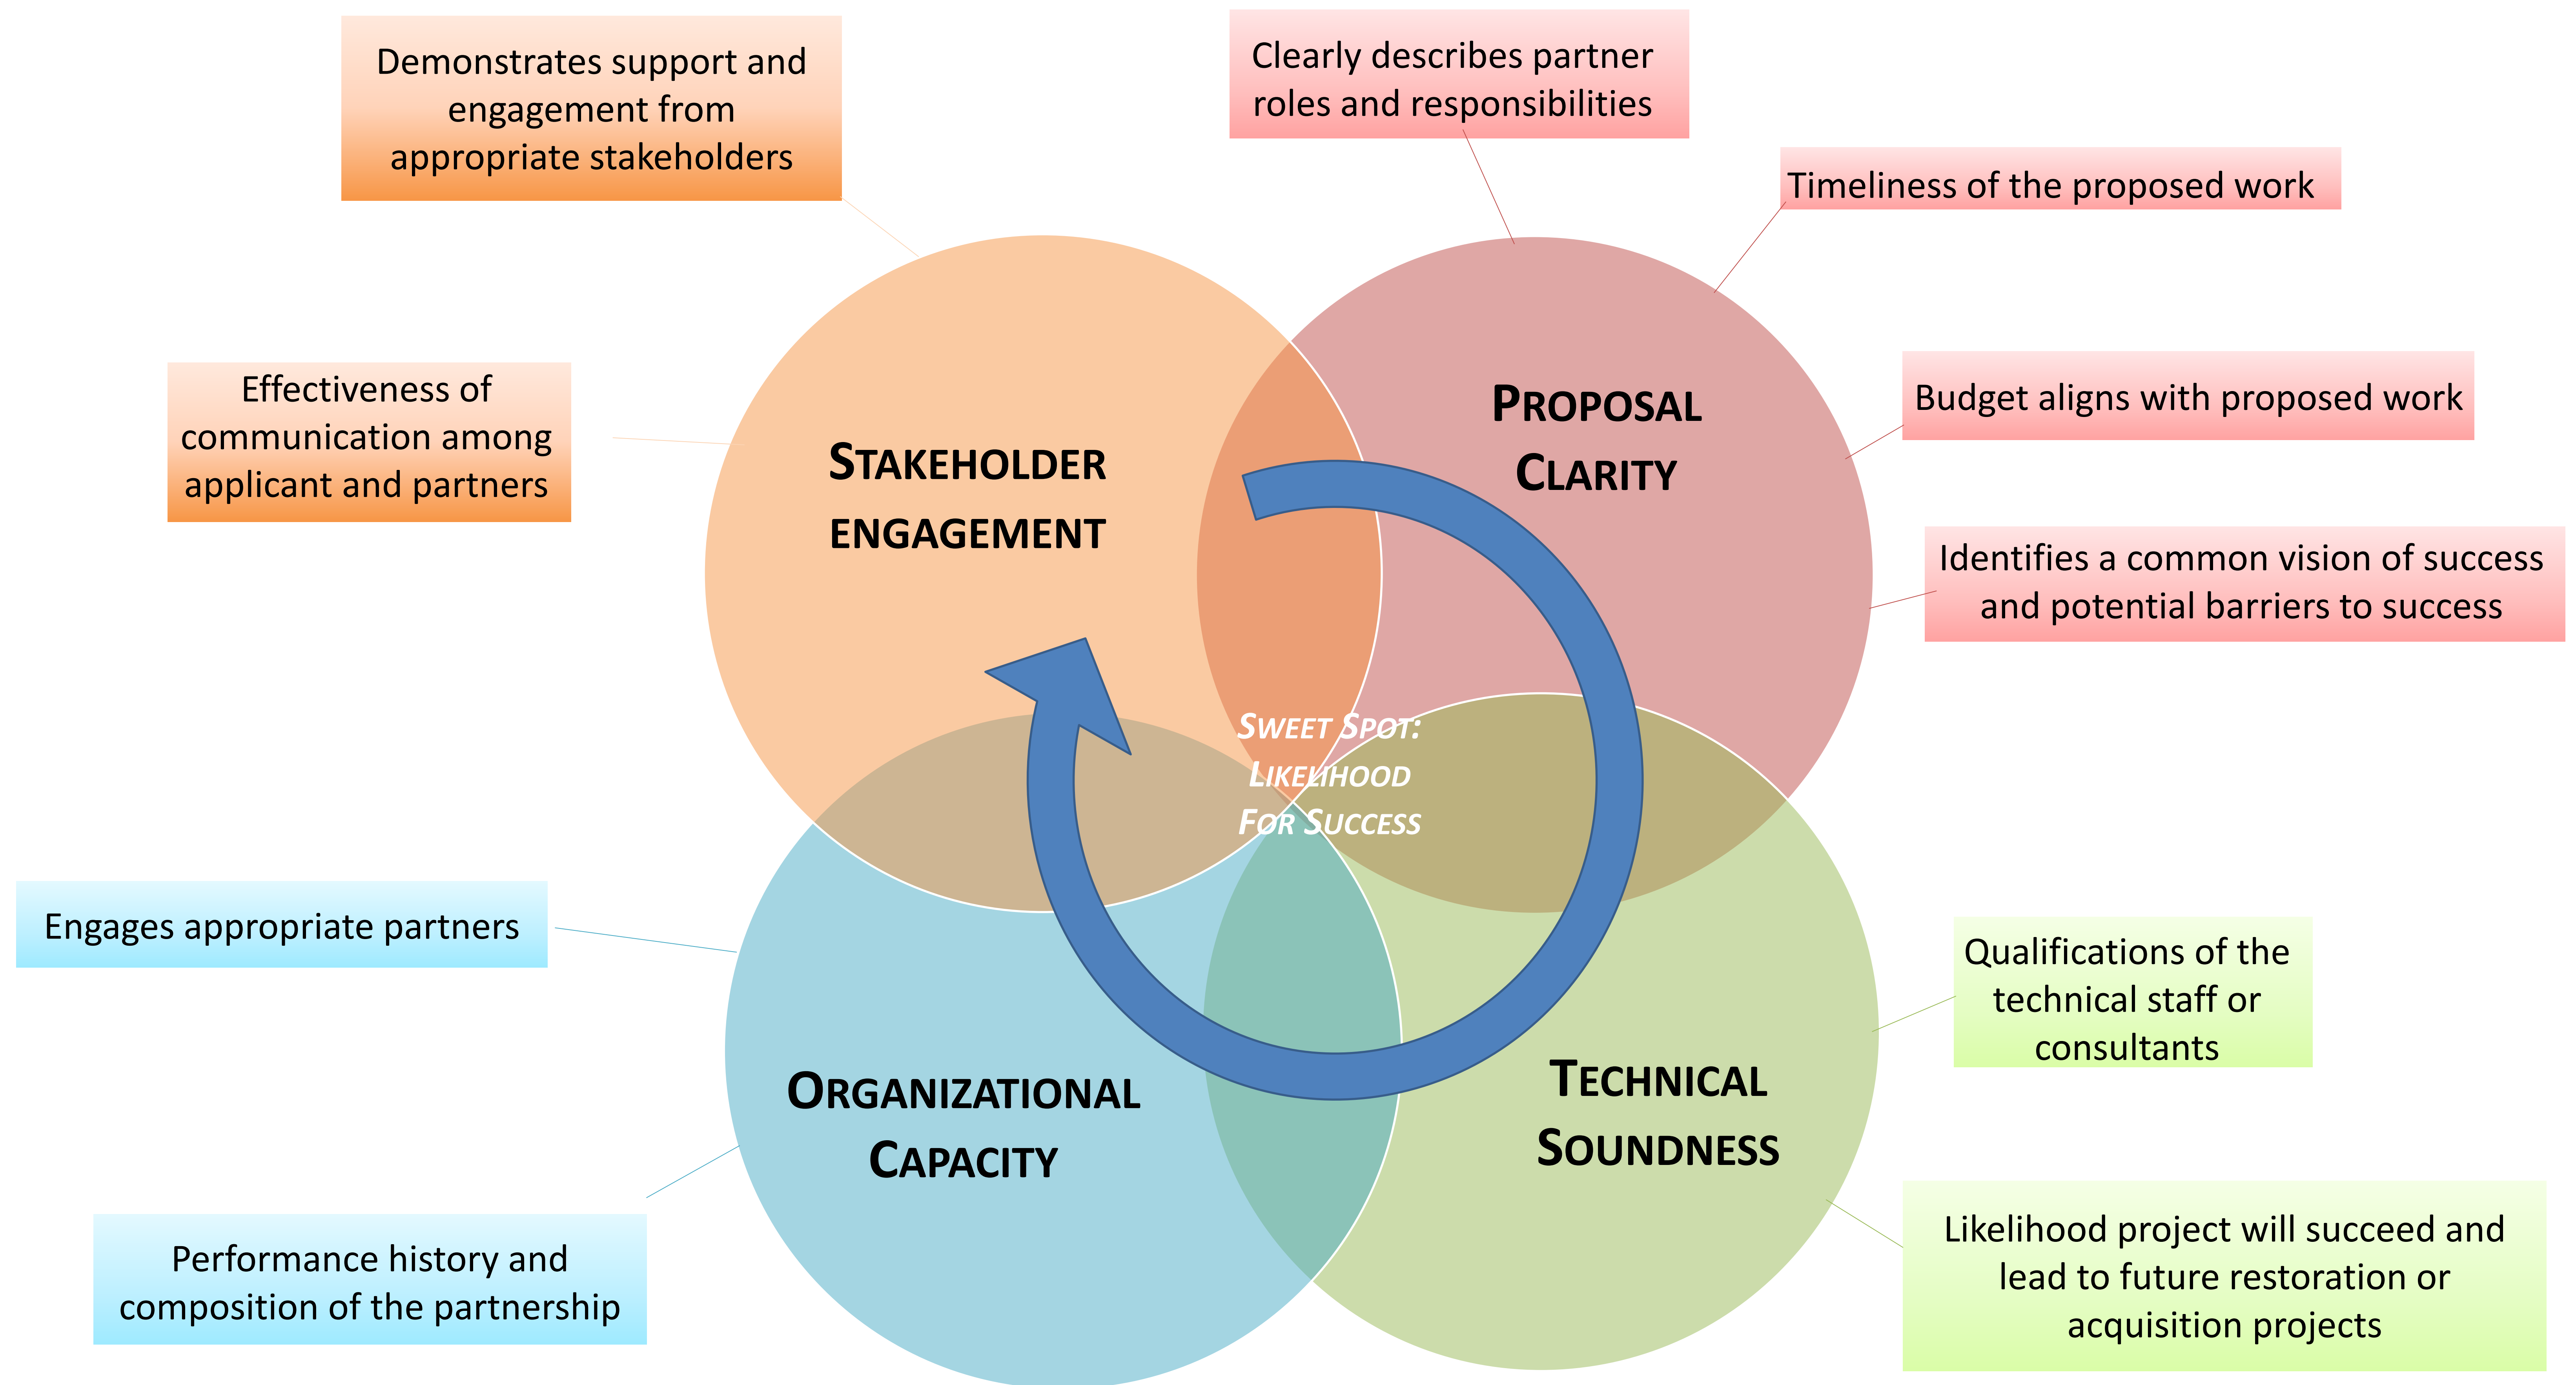 Demonstrates support and
engagement from
appropriate stakeholders
Clearly describes partner
roles and responsibilities
Timeliness of the proposed work
Effectiveness of
communication among
applicant and partners
Budget aligns with proposed work
STAKEHOLDER
ENGAGEMENT
PROPOSAL
CLARITY
Identifies a common vision of success
and potential barriers to success
SWEET SPOT:
LIKELIHOOD
FOR SUCCESS
Engages appropriate partners
Qualifications of the
technical staff or
consultants
ORGANIZATIONAL
CAPACITY
TECHNICAL
SOUNDNESS
Performance history and
composition of the partnership
Likelihood project will succeed and
lead to future restoration or
acquisition projects